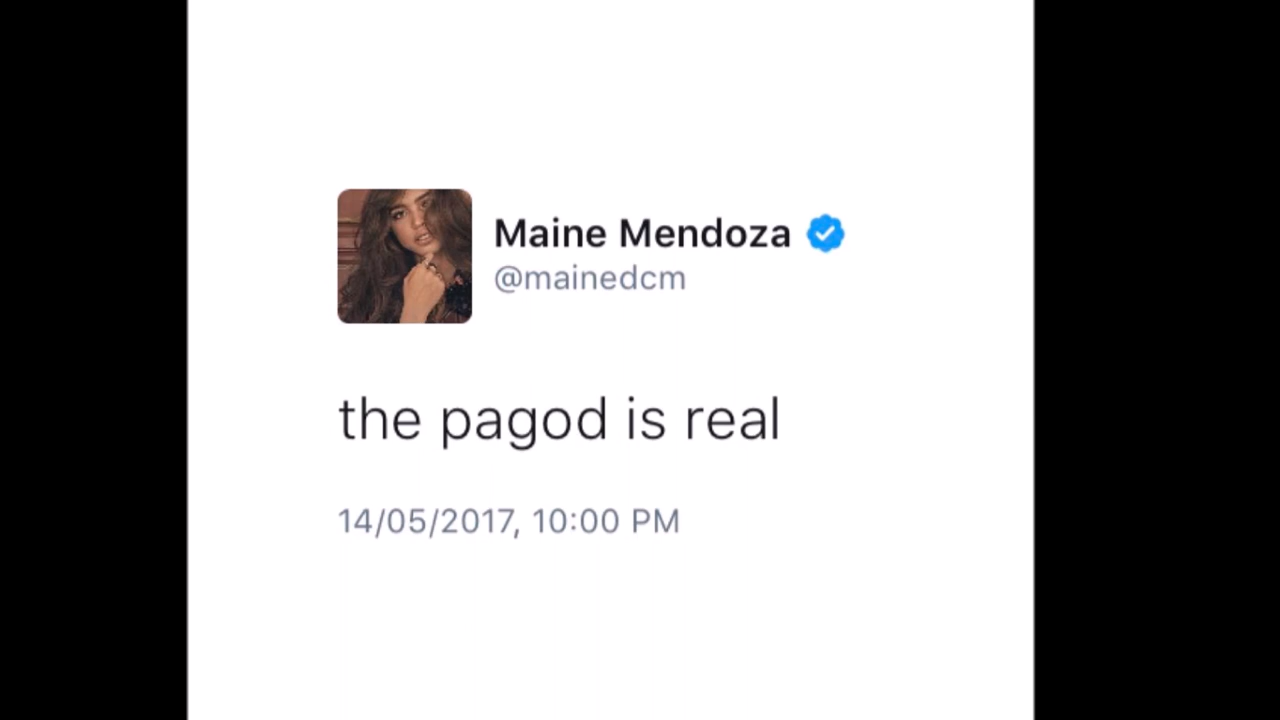 Maine Mendoza
@mainedcm
the pagod is real
14/05/2017, 10:00 PM